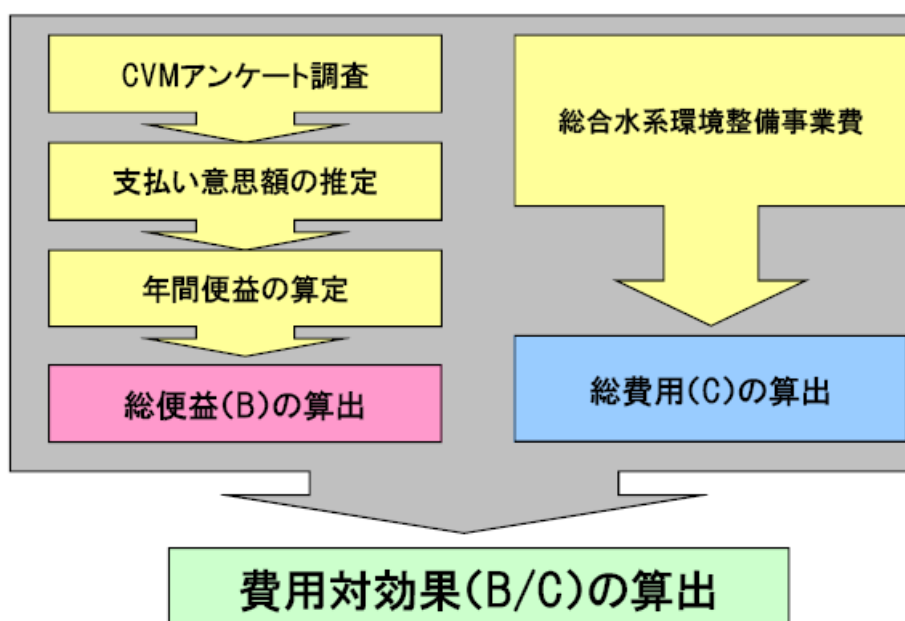 CVMアンケート調査
支払い意思額の推定
年間便益の算定
総便益(B)の算出
総合水系環境整備事業費
総費用(C)の算出
費用対効果(B/C)の算出